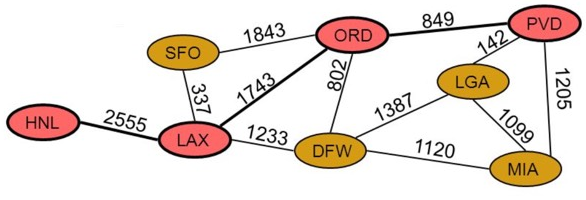 PVD
849
ORD
1843
142
SFO
802
LGA
1205
337
1743
1387
HNL
2555
1099
LAX
1233
DFW
1120
MIA